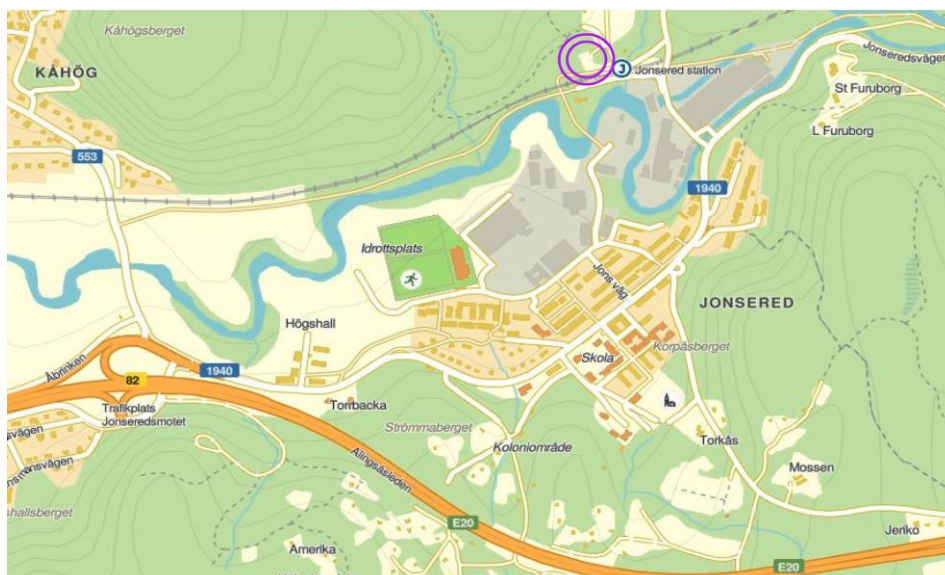 Kåhögsberget
KÅHÖG
J
Jonsered station
Jonseredsvägen
St Furuborg
L Furuborg
553
1940
Idrottsplats
Jons väg
JONSERED
Högshall
Korpåsberget
Skola
Åbrinken
1940
82
Trafikplats
Jonseredsmotet
Torrbacka
Strömmaberget
Koloniområde
Torkås
Alingsåsleden
Mossen
E20
Jeriko
Amerika
E20